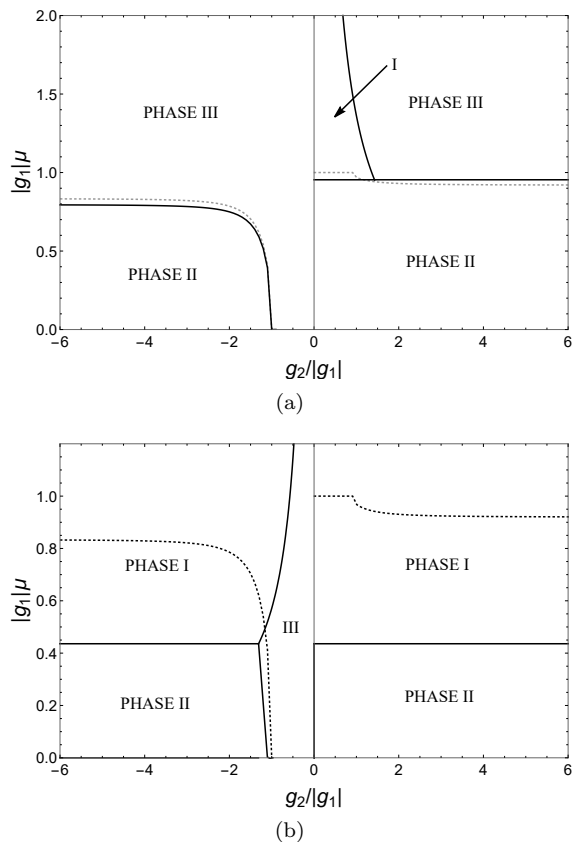 2.0
I
PHASE III
PHASE III
1.5
|g₁|μ
1.0
0.5
PHASE II
PHASE II
0.0
−6 −4 −2 0 2 4 6
g₂/|g₁|
(a)
1.0
0.8
|g₁|μ
PHASE I
PHASE I
0.6
III
0.4
PHASE II
PHASE II
0.2
0.0
−6 −4 −2 0 2 4 6
g₂/|g₁|
(b)